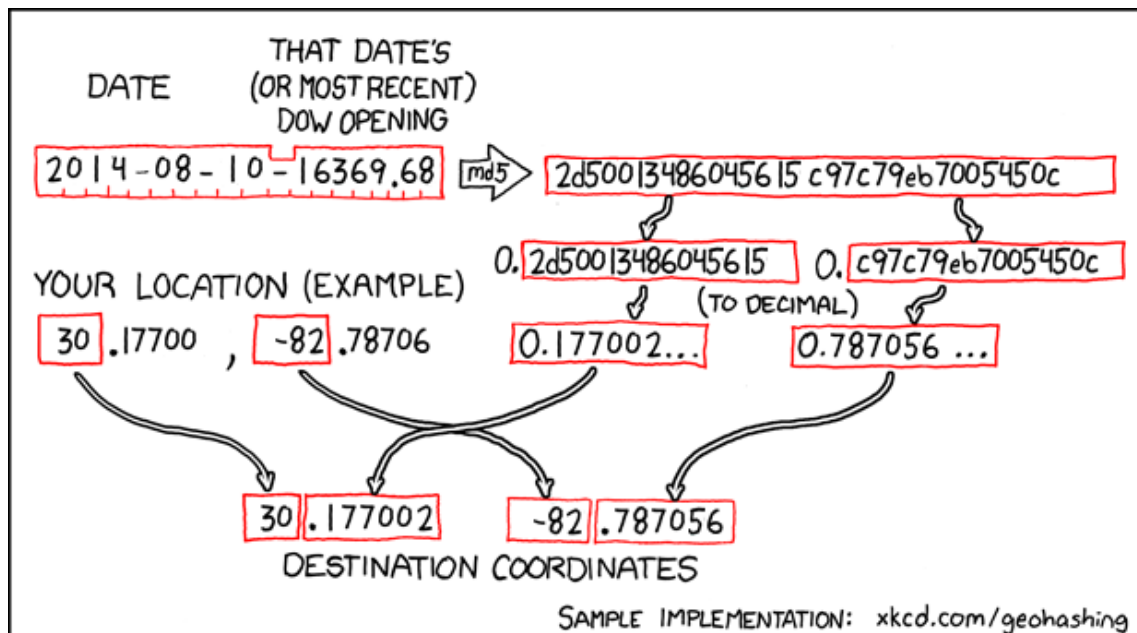 DATE
THAT DATE'S
(OR MOST RECENT)
DOW OPENING
2014-08-10-16369.68
md5
2d50013486045615c97c79eb7005450c
0.2d50013486045615
0.c97c79eb7005450c
YOUR LOCATION (EXAMPLE)
(TO DECIMAL)
30.17700, -82.78706
0.177002...
0.787056...
30.177002
-82.787056
DESTINATION COORDINATES
SAMPLE IMPLEMENTATION: xkcd.com/geohashing